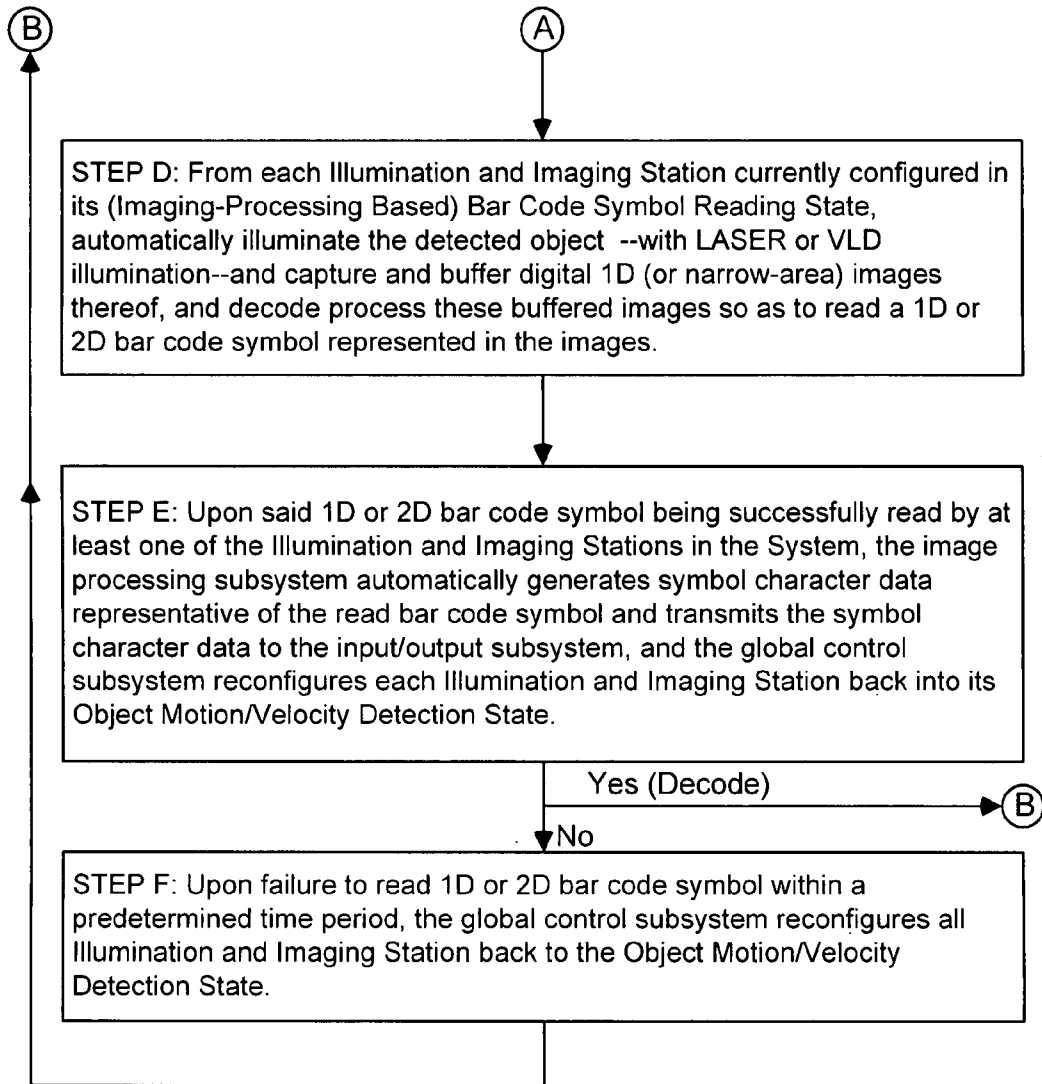 B
A
STEP D: From each Illumination and Imaging Station currently configured in
its (Imaging-Processing Based) Bar Code Symbol Reading State,
automatically illuminate the detected object --with LASER or VLD
illumination--and capture and buffer digital 1D (or narrow-area) images
thereof, and decode process these buffered images so as to read a 1D or
2D bar code symbol represented in the images.
STEP E: Upon said 1D or 2D bar code symbol being successfully read by at
least one of the Illumination and Imaging Stations in the System, the image
processing subsystem automatically generates symbol character data
representative of the read bar code symbol and transmits the symbol
character data to the input/output subsystem, and the global control
subsystem reconfigures each Illumination and Imaging Station back into its
Object Motion/Velocity Detection State.
Yes (Decode)
B
No
STEP F: Upon failure to read 1D or 2D bar code symbol within a
predetermined time period, the global control subsystem reconfigures all
Illumination and Imaging Station back to the Object Motion/Velocity
Detection State.